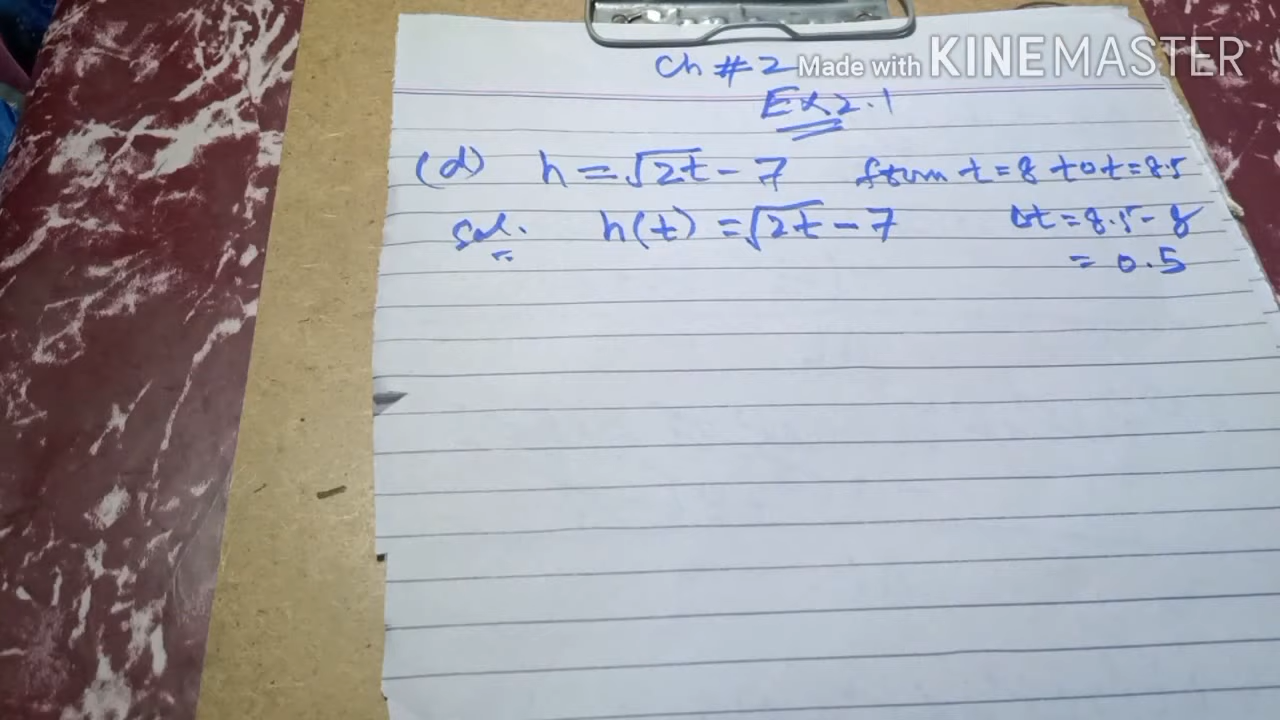 Ch # 2
Made with KINEMASTER
Ex 2.1
(d) h = √2t - 7 from t = 8 to t = 8.5
Sol. h(t) = √2t - 7 Δt = 8.5 - 8
= 0.5